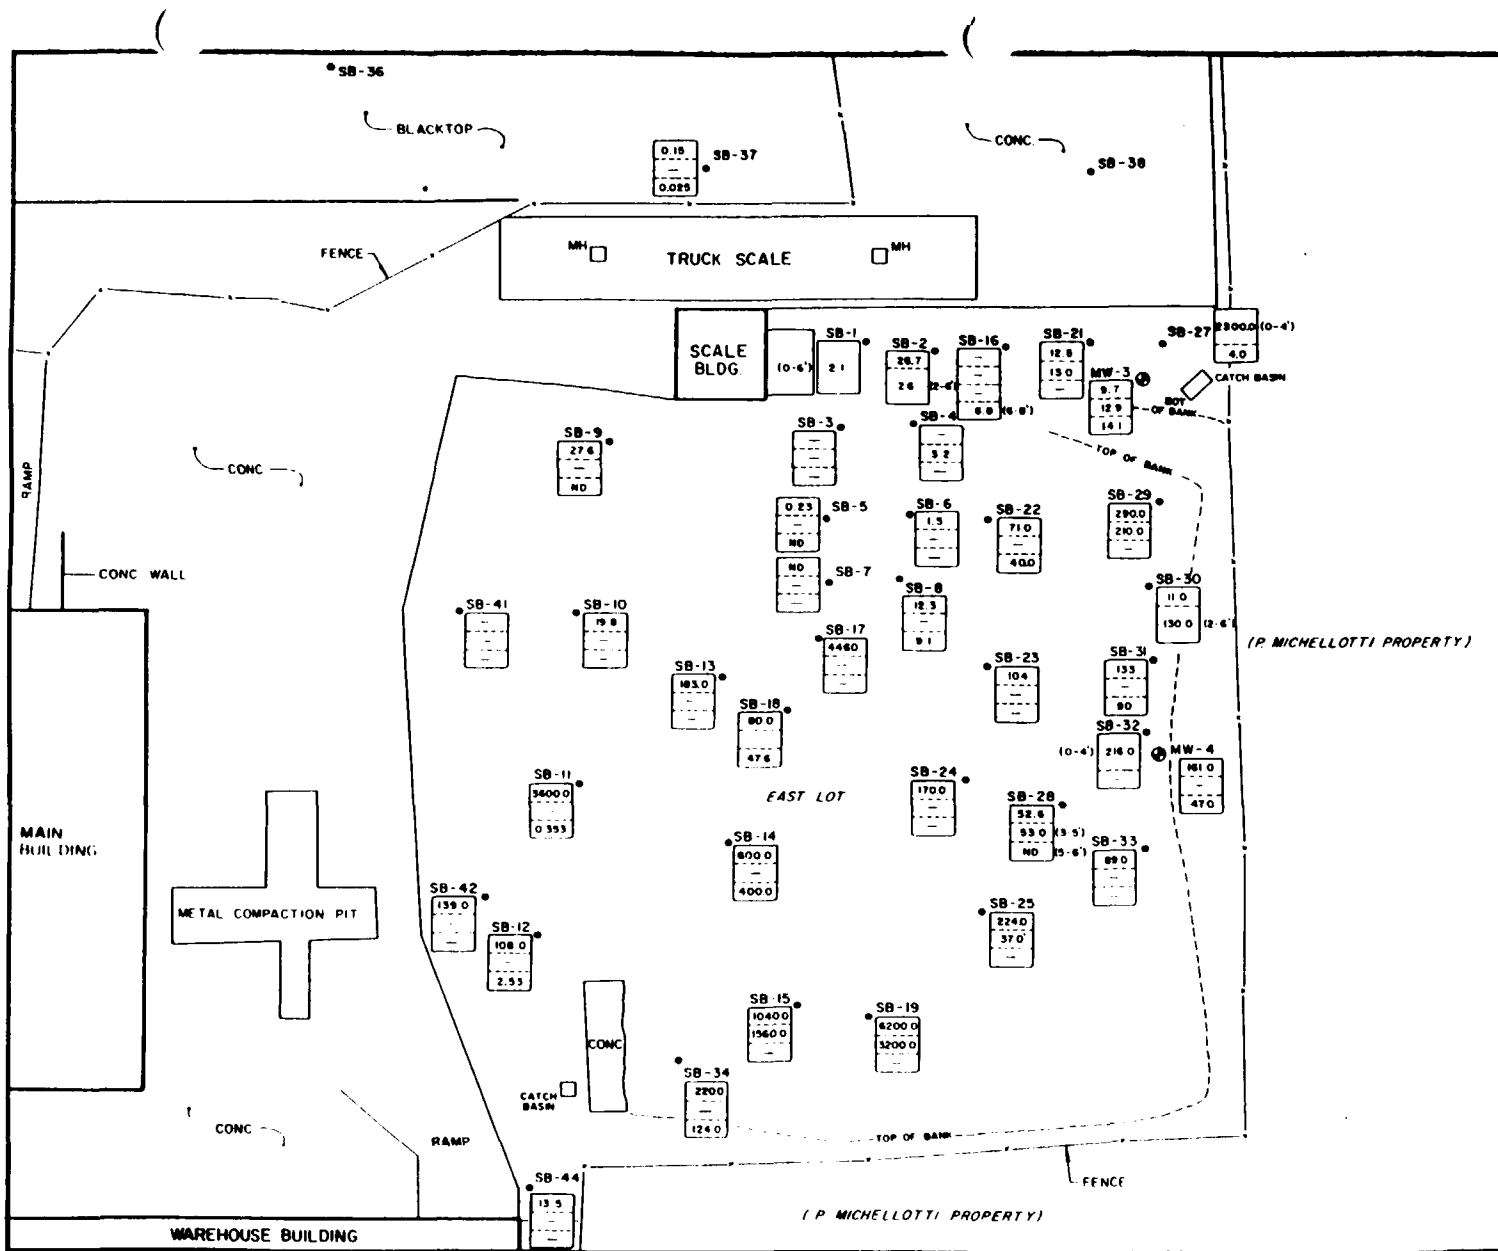 SB-36
BLACKTOP
CONC.
SB-37
0.15
—
0.025
SB-38
FENCE
MH
TRUCK SCALE
MH
SCALE
BLDG.
(0-6')
SB-1
2.1
SB-2
26.7
2.6 (2-6')
SB-16
—
—
—
6.8 (6-8')
SB-21
12.5
13.0
—
SB-27
2300.0 (0-4')
4.0
CATCH BASIN
MW-3
9.7
12.9
14.1
BOT
OF BANK
TOP OF BANK
SB-3
—
—
—
SB-4
—
3.2
—
SB-9
27.6
—
ND
CONC
RAMP
SB-5
0.23
—
ND
SB-6
1.5
—
—
SB-22
71.0
—
40.0
SB-29
290.0
210.0
—
CONC WALL
SB-7
ND
—
—
SB-8
12.3
—
9.1
SB-30
11.0
130.0 (2-6')
SB-41
—
—
—
SB-10
19.8
—
—
SB-17
446.0
—
—
(P. MICHELLOTTI PROPERTY)
SB-13
183.0
—
—
SB-23
104
—
—
SB-31
133
—
90
SB-18
80.0
47.6
SB-32
(0-4') 216.0
—
MW-4
161.0
—
47.0
SB-11
3600.0
-
0.353
EAST LOT
SB-24
170.0
—
—
SB-28
52.6
53.0 (3-5')
ND (5-6')
MAIN
BUILDING
SB-14
600.0
—
400.0
SB-33
89.0
—
—
SB-42
139.0
-
—
METAL COMPACTION PIT
SB-12
108.0
—
2.53
SB-25
224.0
37.0
—
SB-15
1040.0
1560.0
—
SB-19
6200.0
3200.0
—
CONC
CATCH
BASIN
SB-34
220.0
—
124.0
CONC
RAMP
TOP OF BANK
FENCE
SB-44
13.5
—
—
(P. MICHELLOTTI PROPERTY)
WAREHOUSE BUILDING